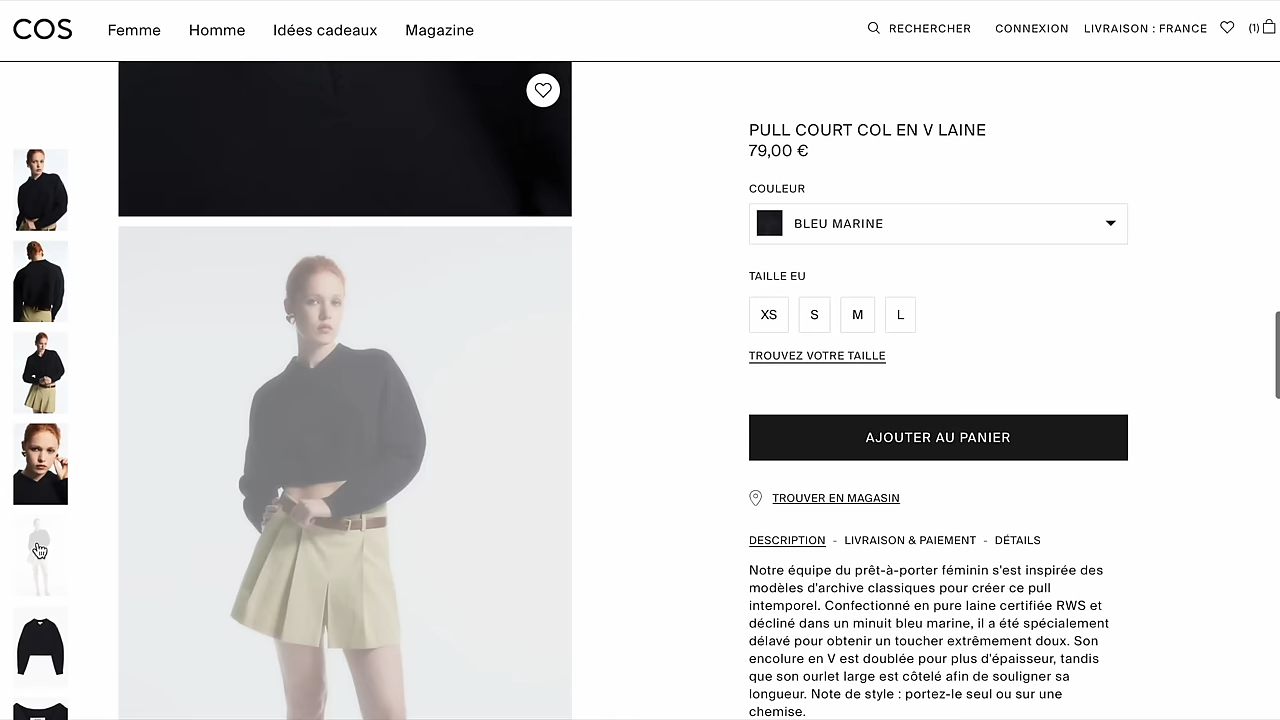 COS
Femme
Homme
Idées cadeaux
Magazine
RECHERCHER
CONNEXION
LIVRAISON : FRANCE
(1)
PULL COURT COL EN V LAINE
79,00 €
COULEUR
BLEU MARINE
TAILLE EU
XS
S
M
L
TROUVEZ VOTRE TAILLE
AJOUTER AU PANIER
TROUVER EN MAGASIN
DESCRIPTION - LIVRAISON & PAIEMENT - DÉTAILS
Notre équipe du prêt-à-porter féminin s'est inspirée des
modèles d'archive classiques pour créer ce pull
intemporel. Confectionné en pure laine certifiée RWS et
décliné dans un minuit bleu marine, il a été spécialement
délavé pour obtenir un toucher extrêmement doux. Son
encolure en V est doublée pour plus d'épaisseur, tandis
que son ourlet large est côtelé afin de souligner sa
longueur. Note de style : portez-le seul ou sur une
chemise.